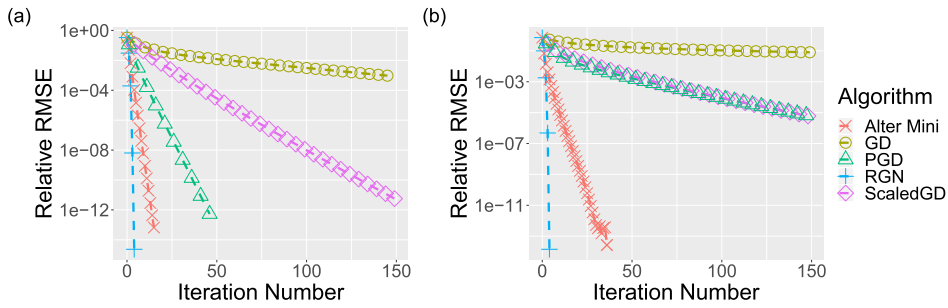 (a)
Relative RMSE
1e+00
1e−04
1e−08
1e−12
0
50
100
150
Iteration Number
(b)
Relative RMSE
1e−03
1e−07
1e−11
0
50
100
150
Iteration Number
Algorithm
Alter Mini
GD
PGD
RGN
ScaledGD